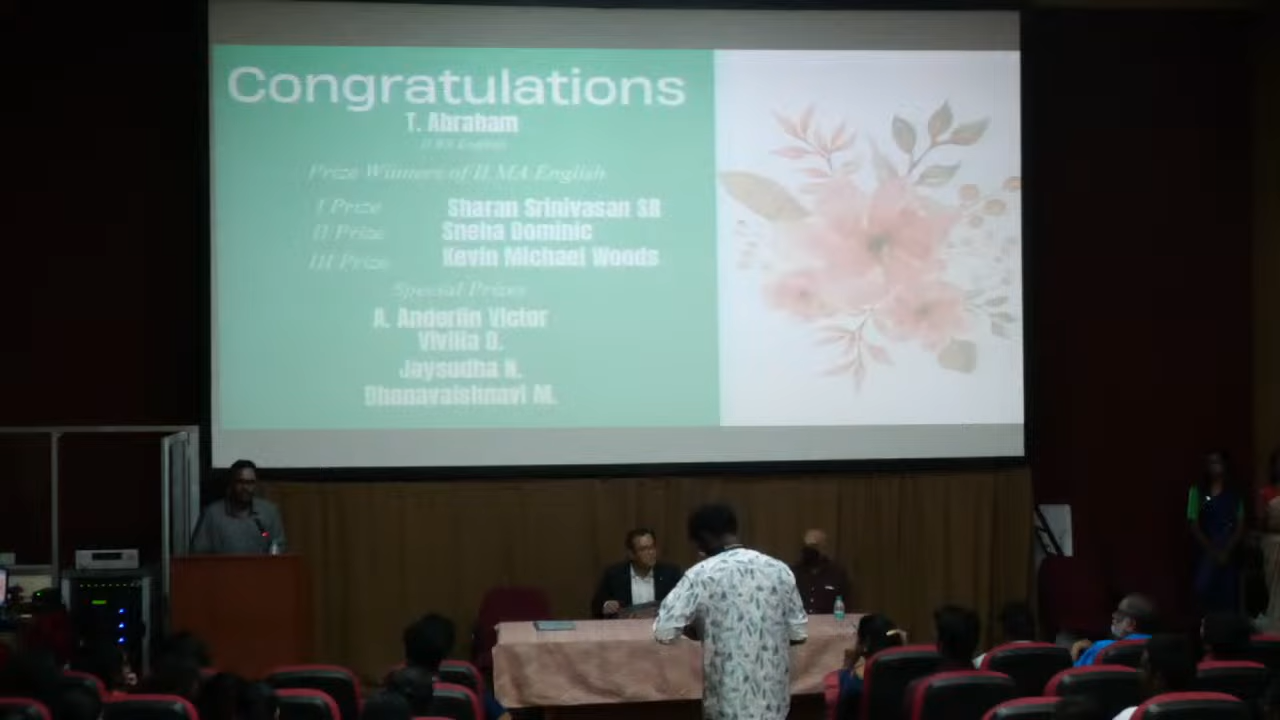 Congratulations
T. Abraham
Prize Winners of II MA English
I Prize Sharan Srinivasan SR
II Prize Sneha Dominic
III Prize Kevin Michael Woods
Special Prizes
A. Anderlin Victor
Vivilia D.
Jaysudha N.
Dhanavaishnavi M.